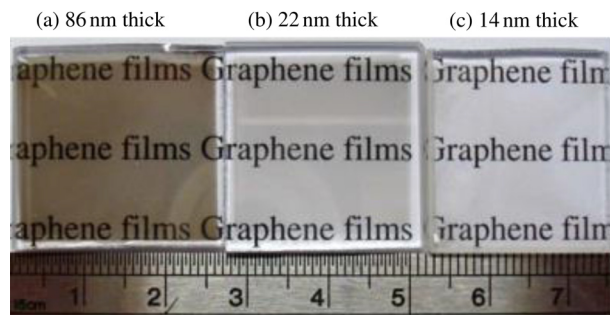 (a) 86 nm thick (b) 22 nm thick (c) 14 nm thick
aphene films Graphene films Graphene film
aphene films Graphene films Graphene film
aphene films Graphene films Graphene film
1 2 3 4 5 6 7